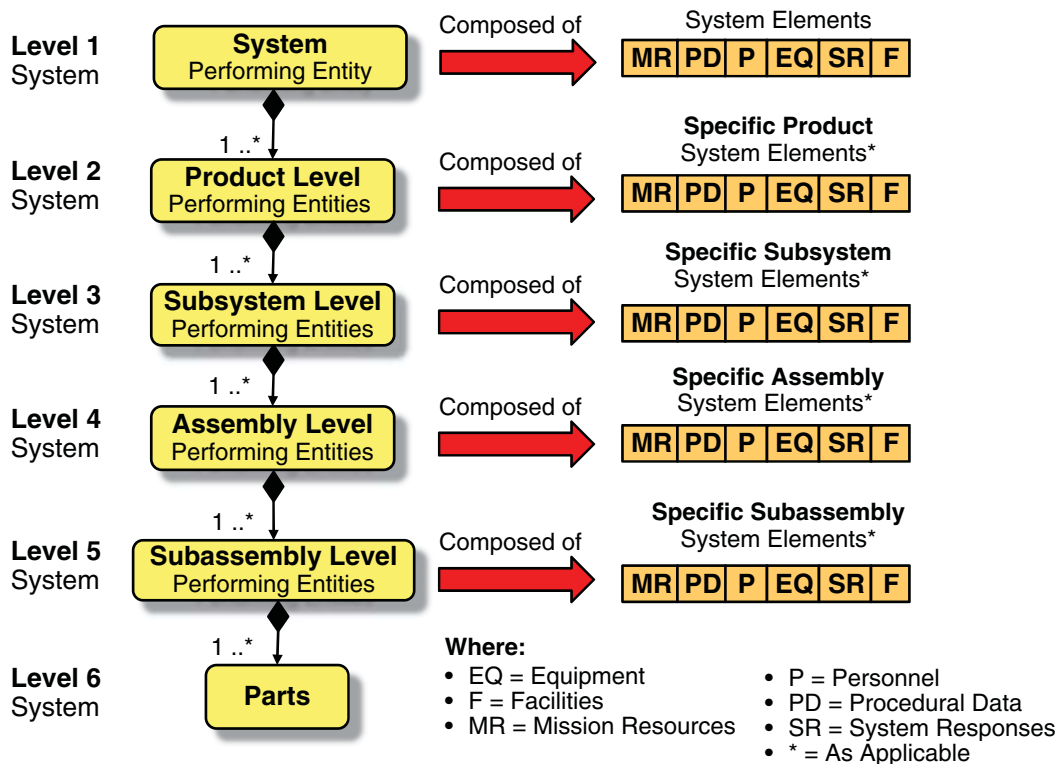 Level 1
System
System
Performing Entity
Composed of
System Elements
MR PD P EQ SR F
1 ..*
Level 2
System
Product Level
Performing Entities
Composed of
Specific Product
System Elements*
MR PD P EQ SR F
1 ..*
Level 3
System
Subsystem Level
Performing Entities
Composed of
Specific Subsystem
System Elements*
MR PD P EQ SR F
1 ..*
Level 4
System
Assembly Level
Performing Entities
Composed of
Specific Assembly
System Elements*
MR PD P EQ SR F
1 ..*
Level 5
System
Subassembly Level
Performing Entities
Composed of
Specific Subassembly
System Elements*
MR PD P EQ SR F
1 ..*
Level 6
System
Parts
Where:
• EQ = Equipment
• F = Facilities
• MR = Mission Resources
• P = Personnel
• PD = Procedural Data
• SR = System Responses
• * = As Applicable